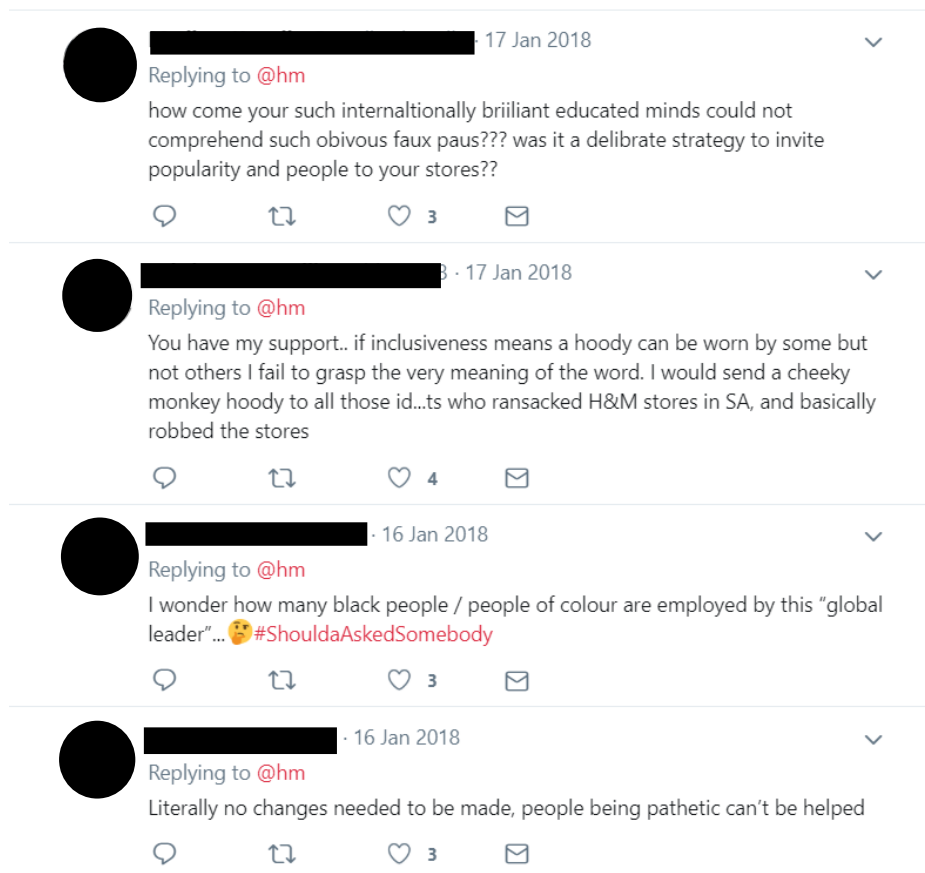 · 17 Jan 2018
Replying to @hm
how come your such internaltionally briiliant educated minds could not
comprehend such obivous faux paus??? was it a delibrate strategy to invite
popularity and people to your stores??
3
3 · 17 Jan 2018
Replying to @hm
You have my support.. if inclusiveness means a hoody can be worn by some but
not others I fail to grasp the very meaning of the word. I would send a cheeky
monkey hoody to all those id...ts who ransacked H&M stores in SA, and basically
robbed the stores
4
· 16 Jan 2018
Replying to @hm
I wonder how many black people / people of colour are employed by this “global
leader”... 🤔 #ShouldaAskedSomebody
3
· 16 Jan 2018
Replying to @hm
Literally no changes needed to be made, people being pathetic can’t be helped
3